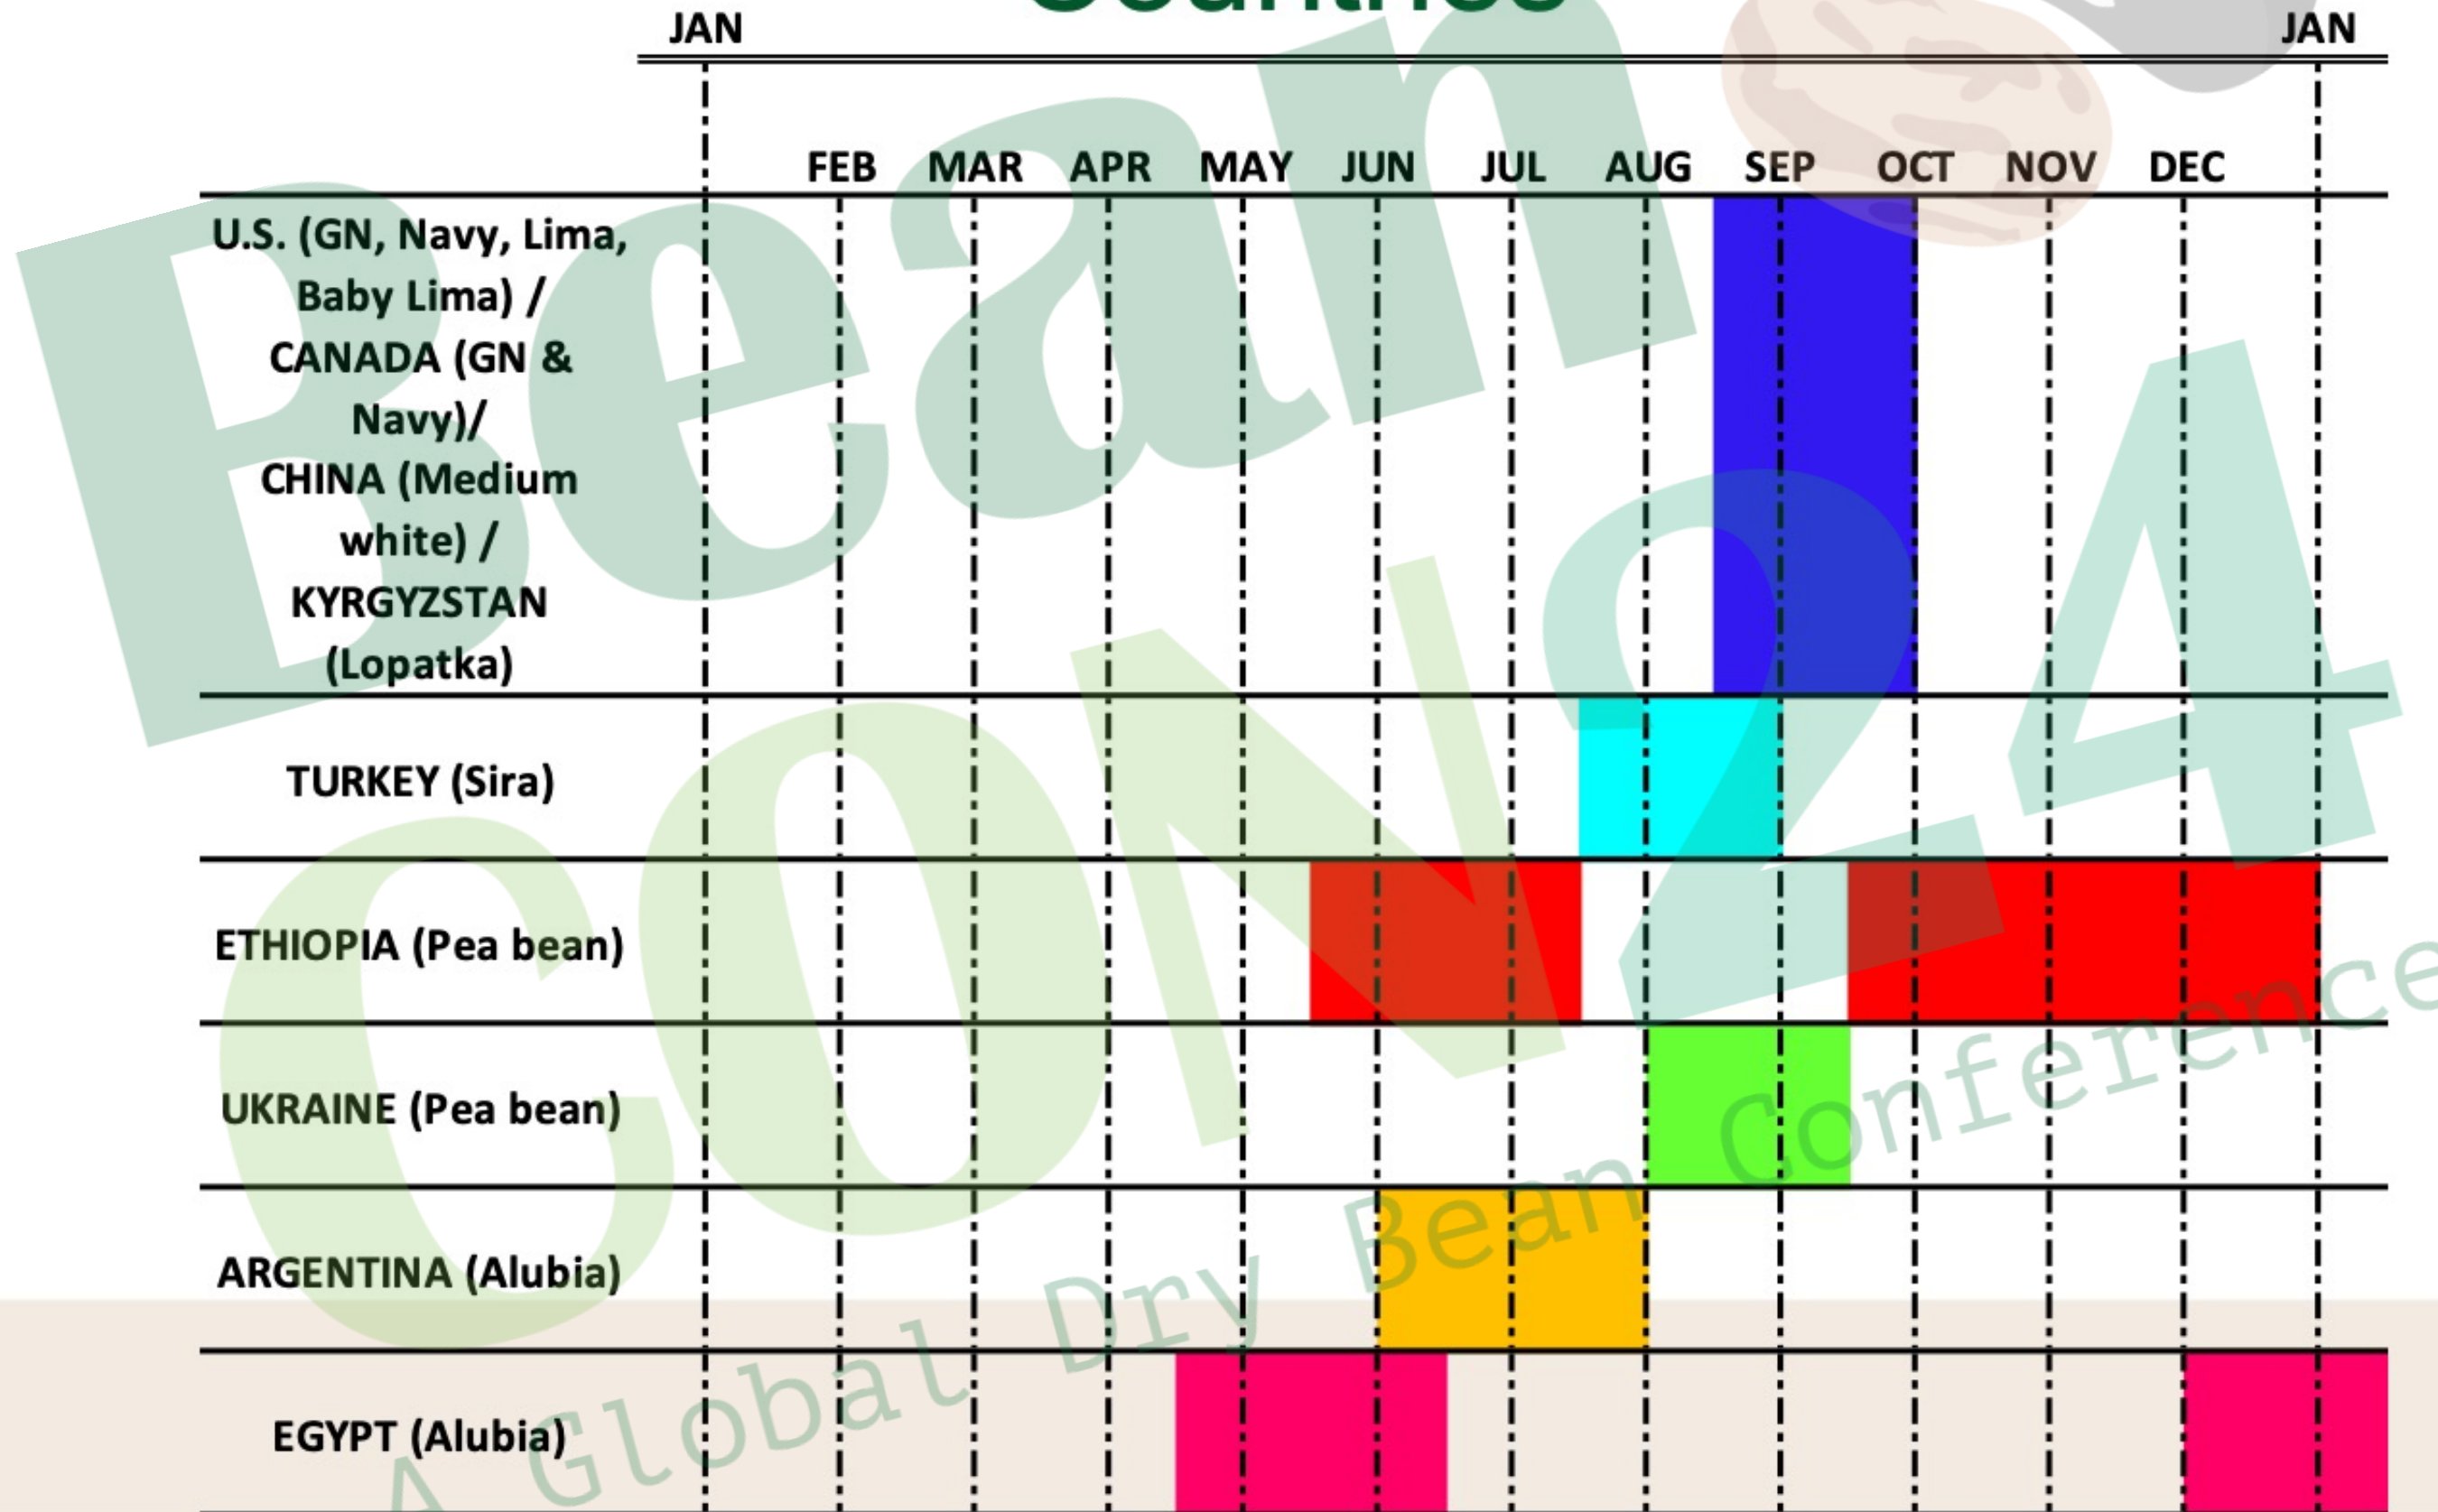 Countries
JAN JAN
FEB MAR APR MAY JUN JUL AUG SEP OCT NOV DEC
U.S. (GN, Navy, Lima,
Baby Lima) /
CANADA (GN &
Navy)/
CHINA (Medium
white) /
KYRGYZSTAN
(Lopatka)
TURKEY (Sira)
ETHIOPIA (Pea bean)
UKRAINE (Pea bean)
ARGENTINA (Alubia)
EGYPT (Alubia)
Bean
CON24
A Global Dry Bean Conference